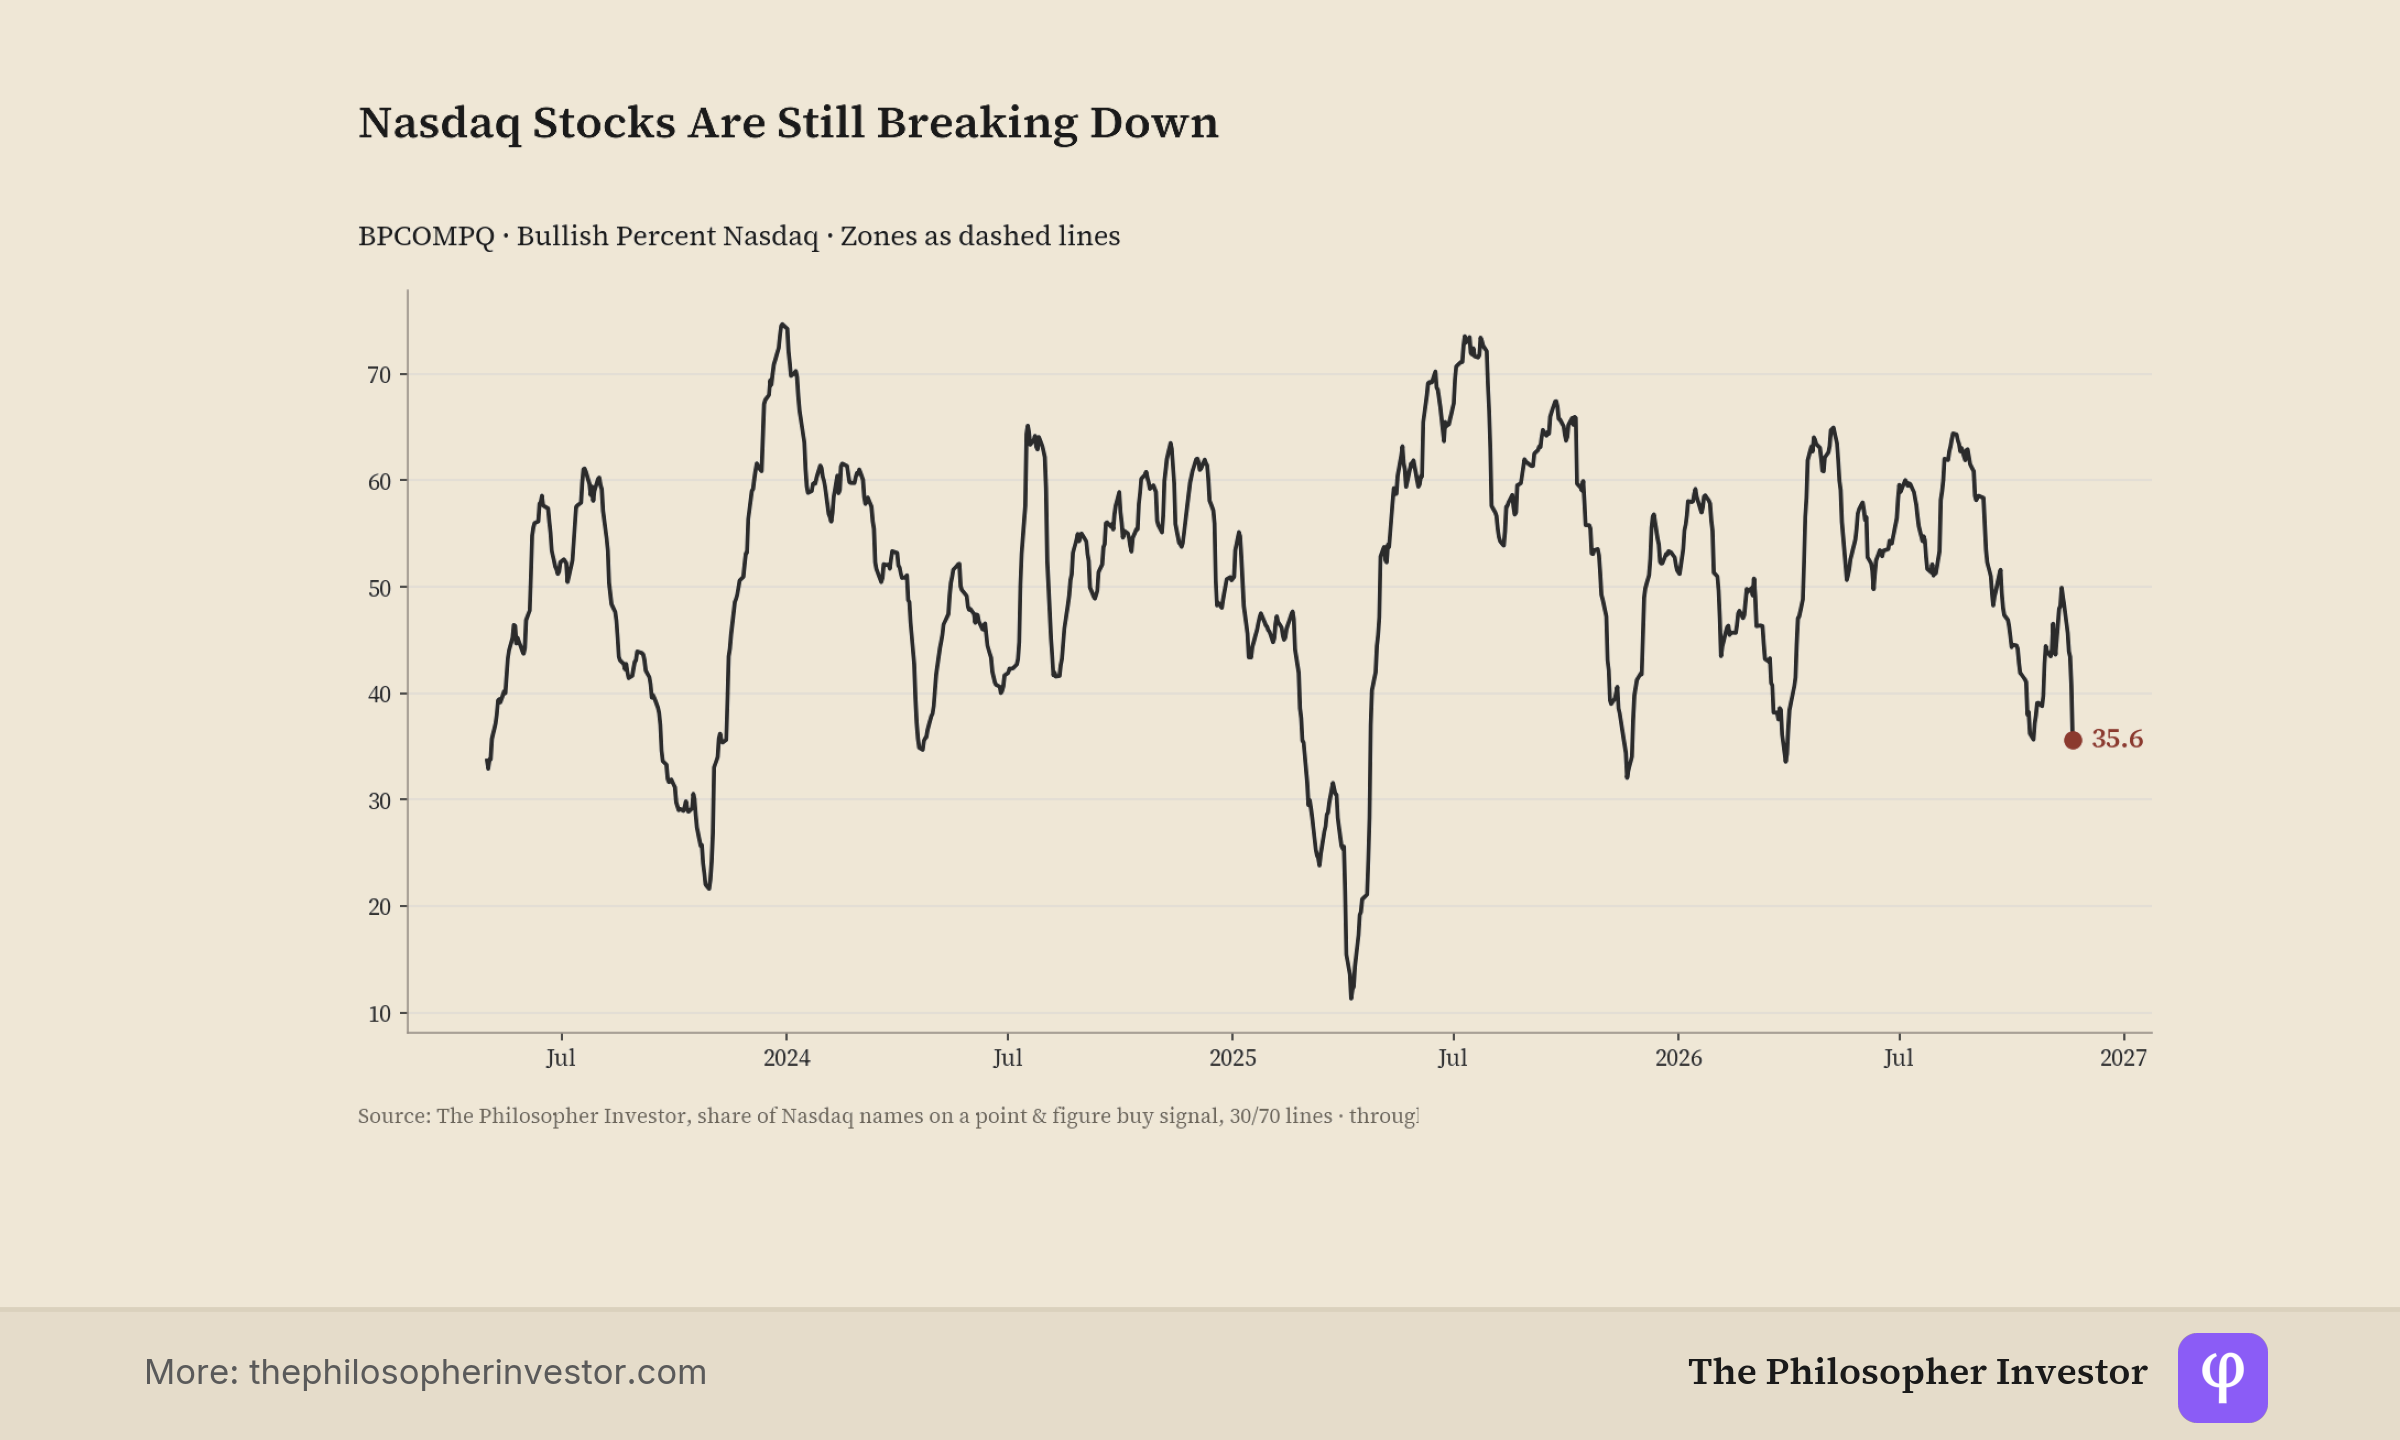 Nasdaq Stocks Are Still Breaking Down
BPCOMPQ · Bullish Percent Nasdaq · Zones as dashed lines
70
60
50
40
30
20
10
35.6
Jul
2024
Jul
2025
Jul
2026
Jul
2027
Source: The Philosopher Investor, share of Nasdaq names on a point & figure buy signal, 30/70 lines ·
More: thephilosopherinvestor.com
The Philosopher Investor
φ